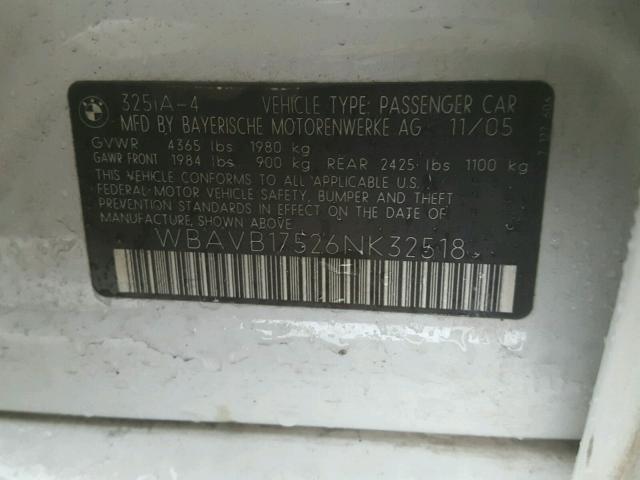 BMW
325IA-4 VEHICLE TYPE: PASSENGER CAR
MFD BY BAYERISCHE MOTORENWERKE AG 11/05
GVWR 4365 lbs 1980 kg
GAWR FRONT 1984 lbs 900 kg REAR 2425 lbs 1100 kg
THIS VEHICLE CONFORMS TO ALL APPLICABLE U.S.
FEDERAL-MOTOR VEHICLE SAFETY, BUMPER AND THEFT
PREVENTION STANDARDS IN EFFECT ON THE DATE OF
MANUFACTURE, SHOWN ABOVE.
WBAVB17526NK32518